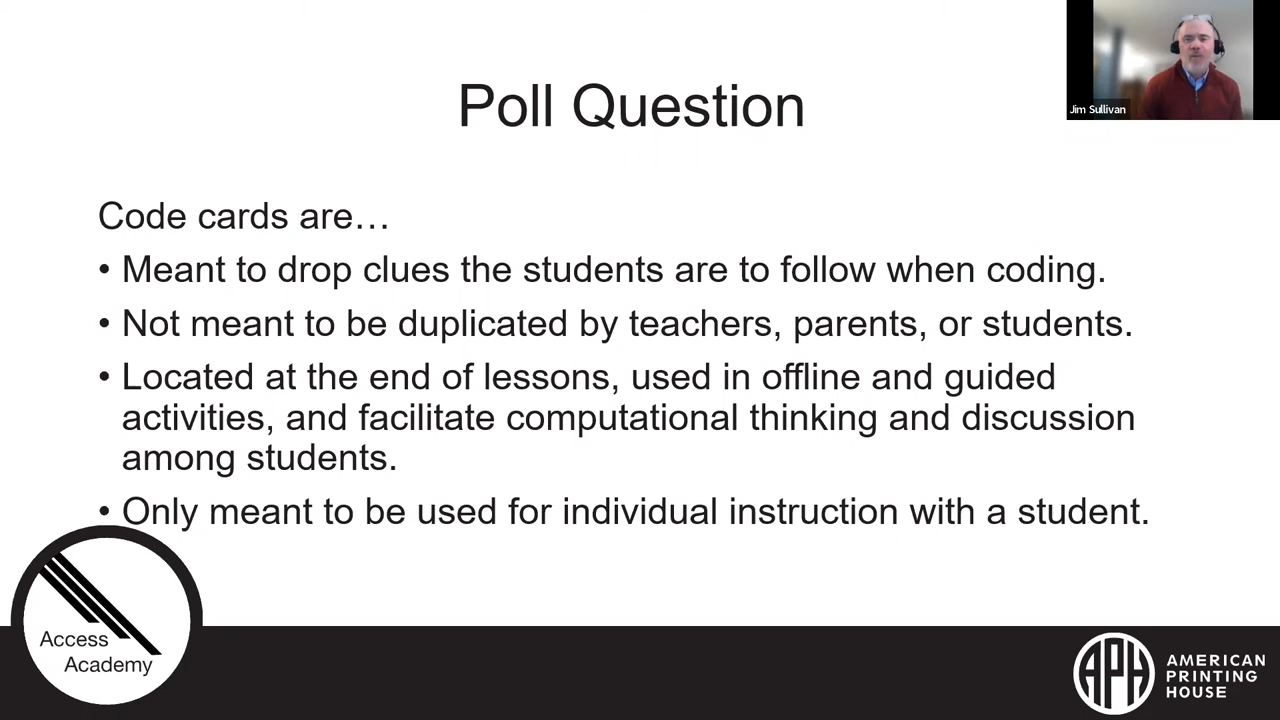 Poll Question
Jim Sullivan
Code cards are…
• Meant to drop clues the students are to follow when coding.
• Not meant to be duplicated by teachers, parents, or students.
• Located at the end of lessons, used in offline and guided
activities, and facilitate computational thinking and discussion
among students.
• Only meant to be used for individual instruction with a student.
Access
Academy
APH
AMERICAN
PRINTING
HOUSE